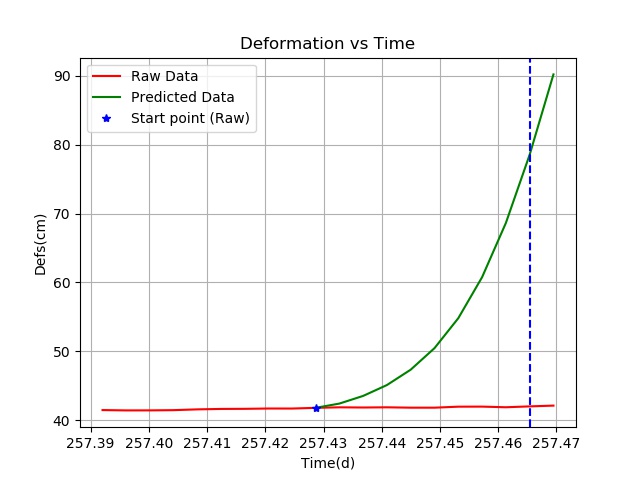 Deformation vs Time
Raw Data
Predicted Data
Start point (Raw)
Defs(cm)
90
80
70
60
50
40
257.39 257.40 257.41 257.42 257.43 257.44 257.45 257.46 257.47
Time(d)